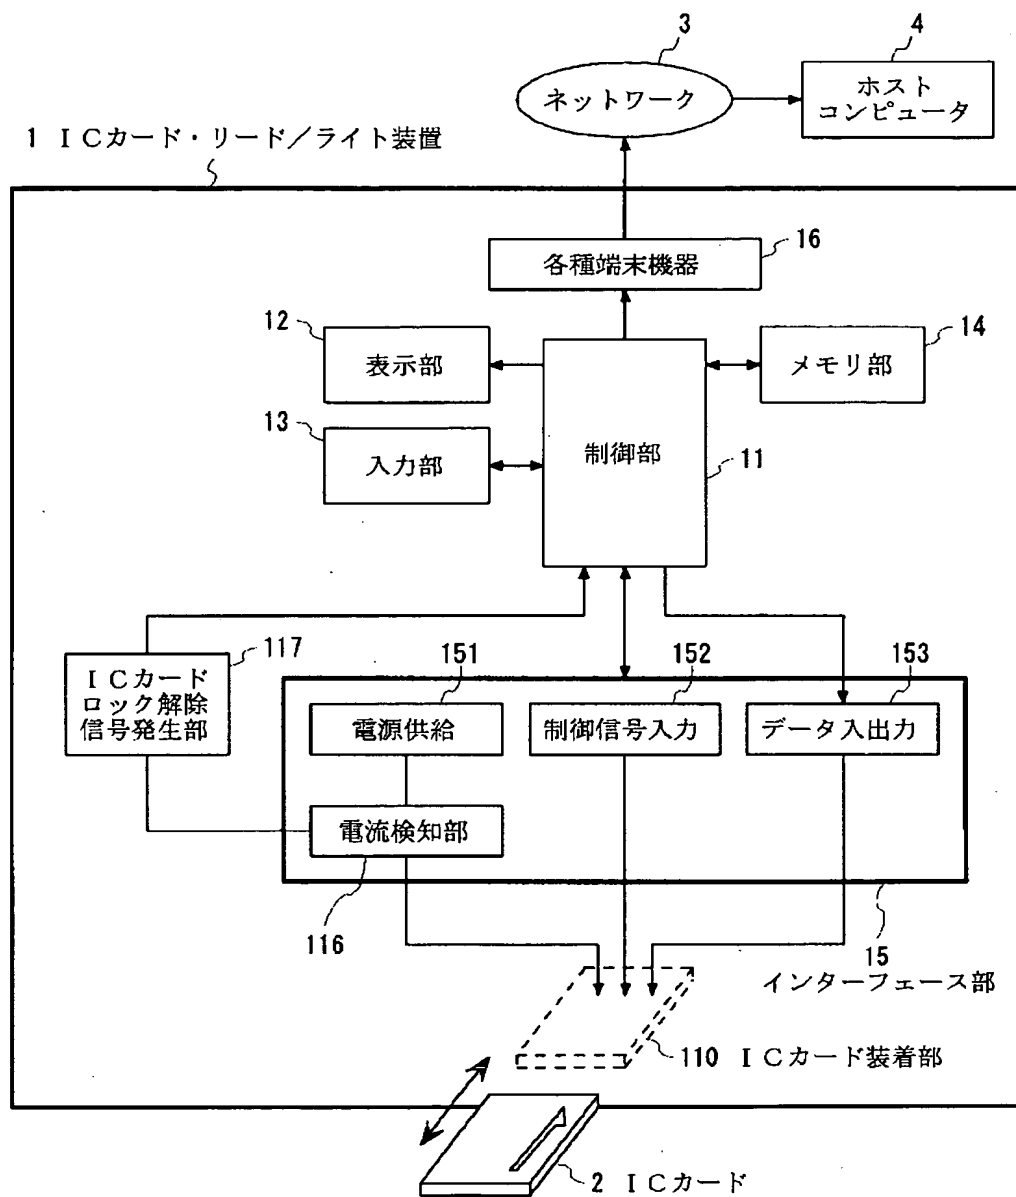 3
4
ネットワーク
ホスト
コンピュータ
1 ICカード・リード／ライト装置
16
各種端末機器
12
表示部
14
メモリ部
13
入力部
制御部
11
117
ICカード
ロック解除
信号発生部
151
電源供給
152
制御信号入力
153
データ入出力
電流検知部
116
15
インターフェース部
110 ICカード装着部
2 ICカード